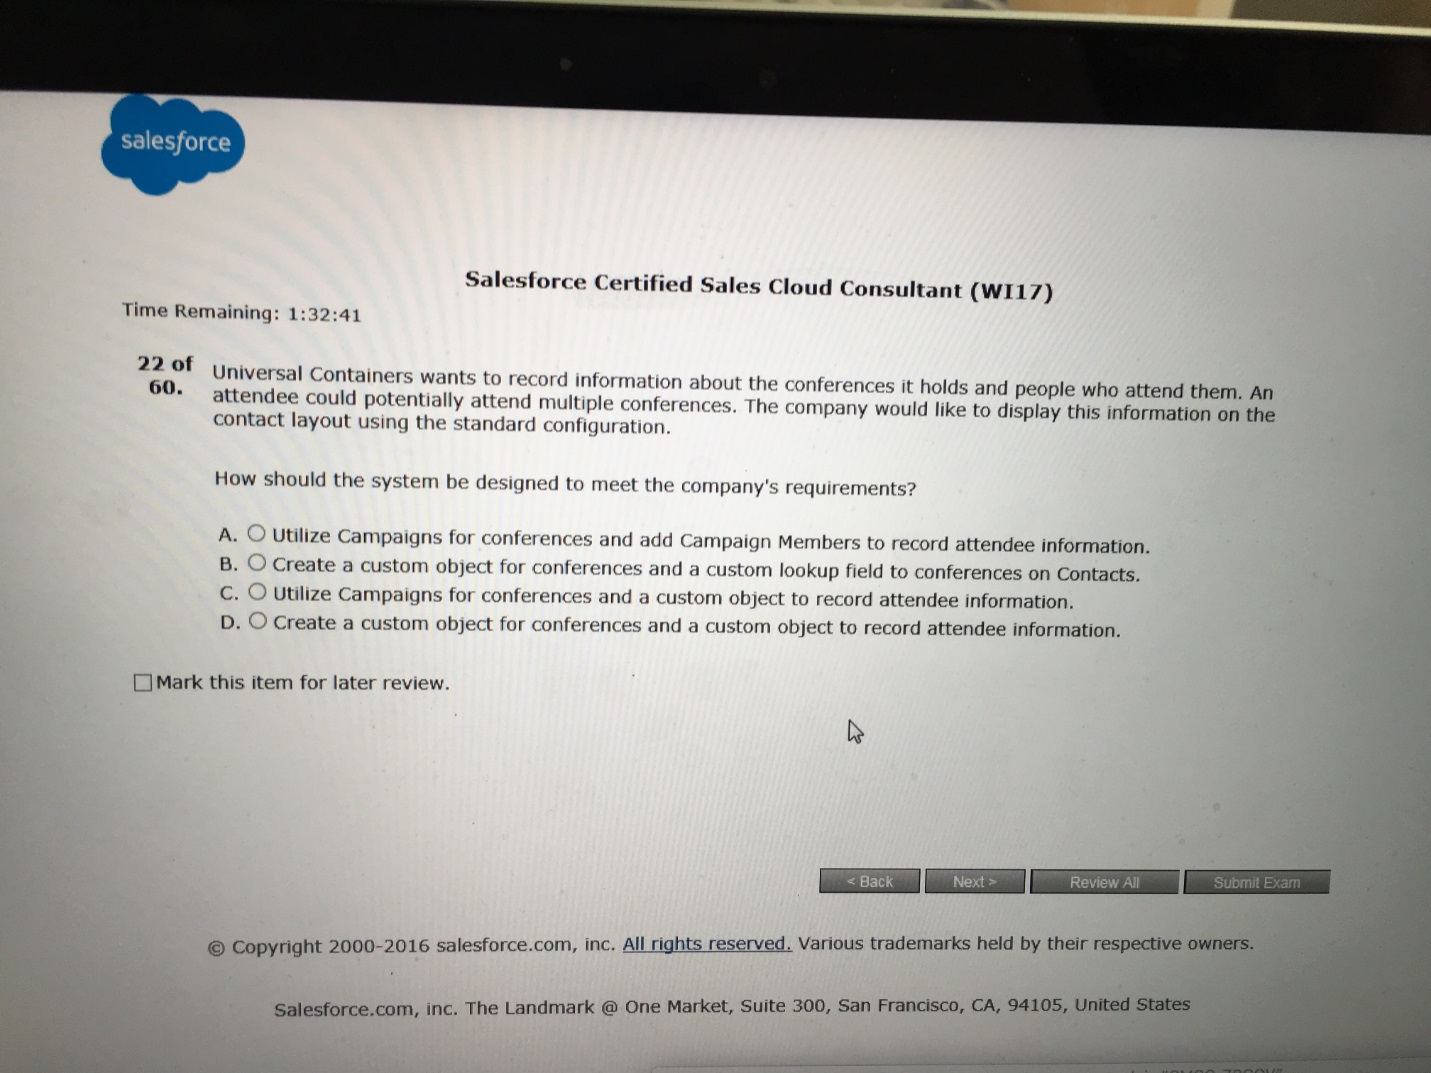 salesforce
Salesforce Certified Sales Cloud Consultant (WI17)
Time Remaining: 1:32:41
22 of
60.
Universal Containers wants to record information about the conferences it holds and people who attend them. An
attendee could potentially attend multiple conferences. The company would like to display this information on the
contact layout using the standard configuration.
How should the system be designed to meet the company's requirements?
A. Utilize Campaigns for conferences and add Campaign Members to record attendee information.
B. Create a custom object for conferences and a custom lookup field to conferences on Contacts.
C. Utilize Campaigns for conferences and a custom object to record attendee information.
D. Create a custom object for conferences and a custom object to record attendee information.
Mark this item for later review.
< Back Next > Review All Submit Exam
© Copyright 2000-2016 salesforce.com, inc. All rights reserved. Various trademarks held by their respective owners.
Salesforce.com, inc. The Landmark @ One Market, Suite 300, San Francisco, CA, 94105, United States